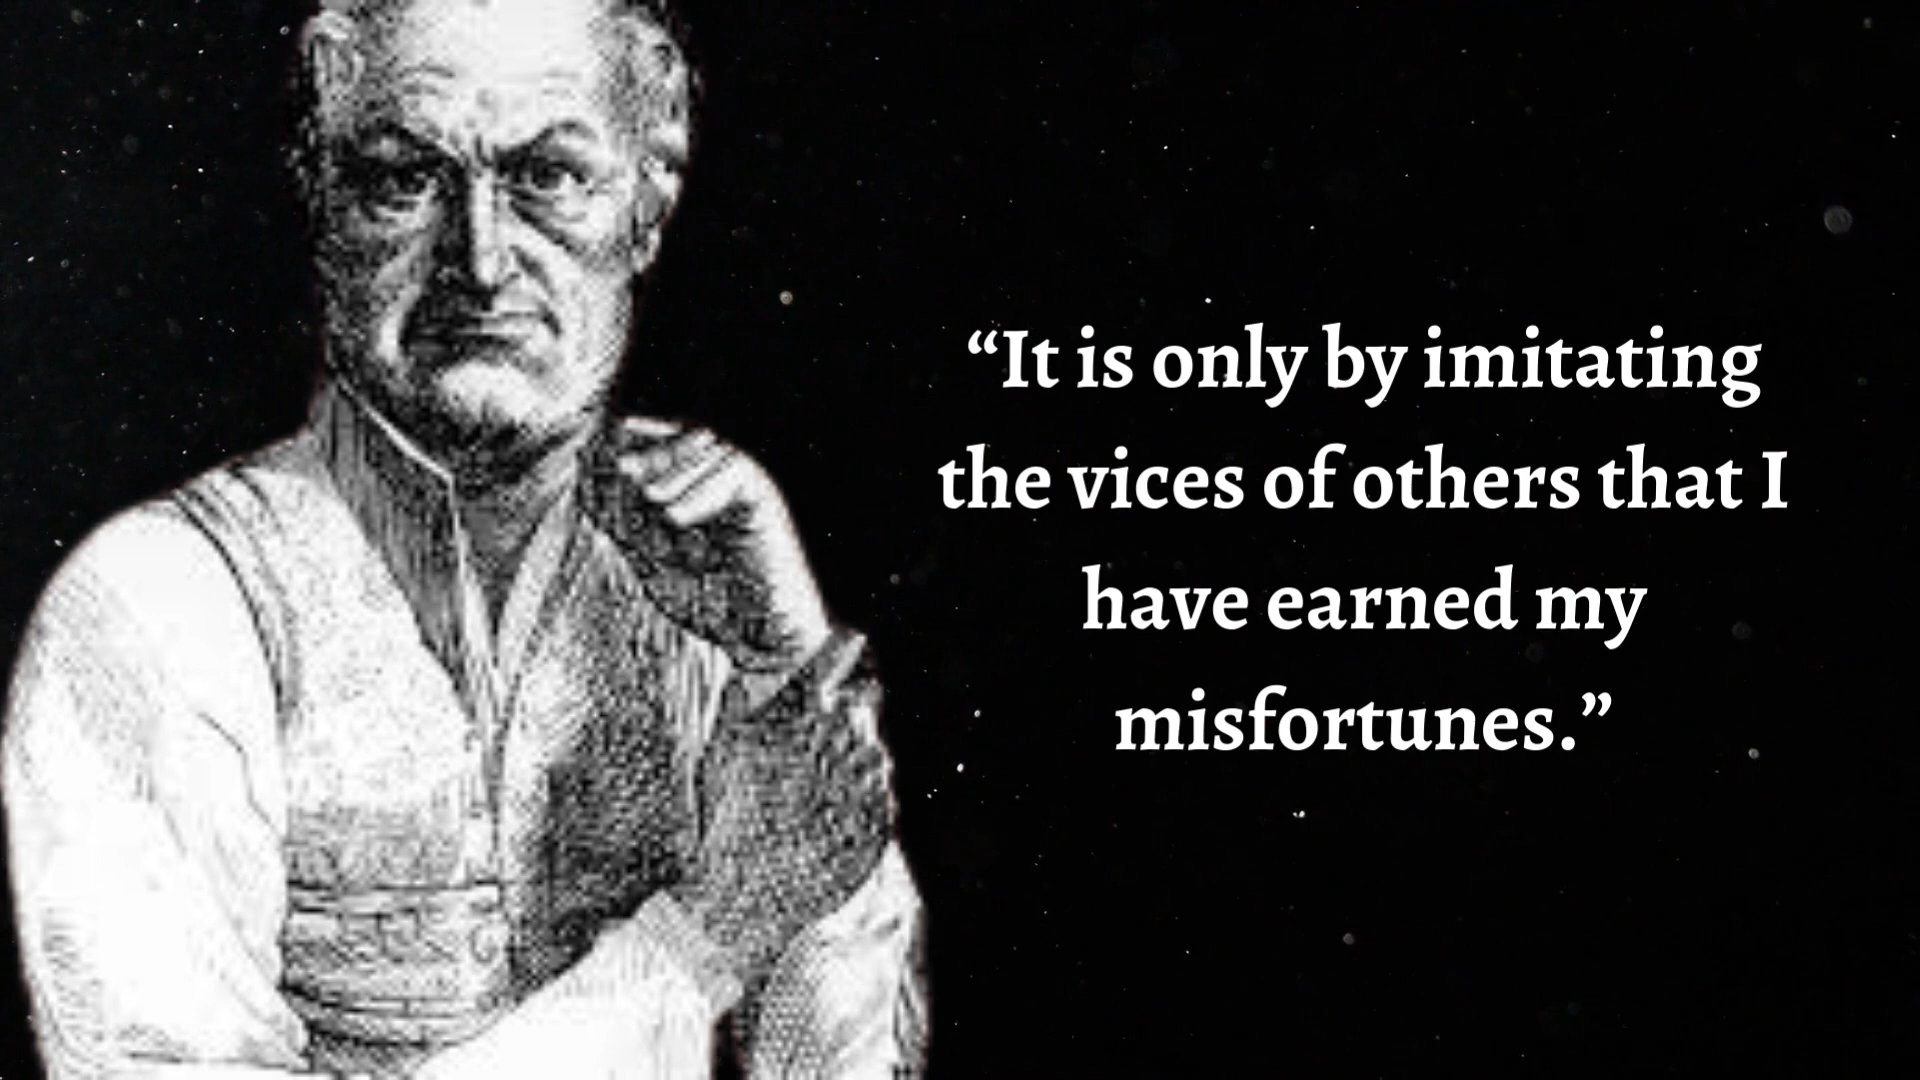 “It is only by imitating
the vices of others that I
have earned my
misfortunes.”